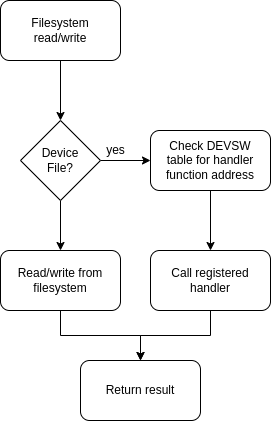 Filesystem
read/write
Device
File?
yes
Check DEVSW
table for handler
function address
Read/write from
filesystem
Call registered
handler
Return result